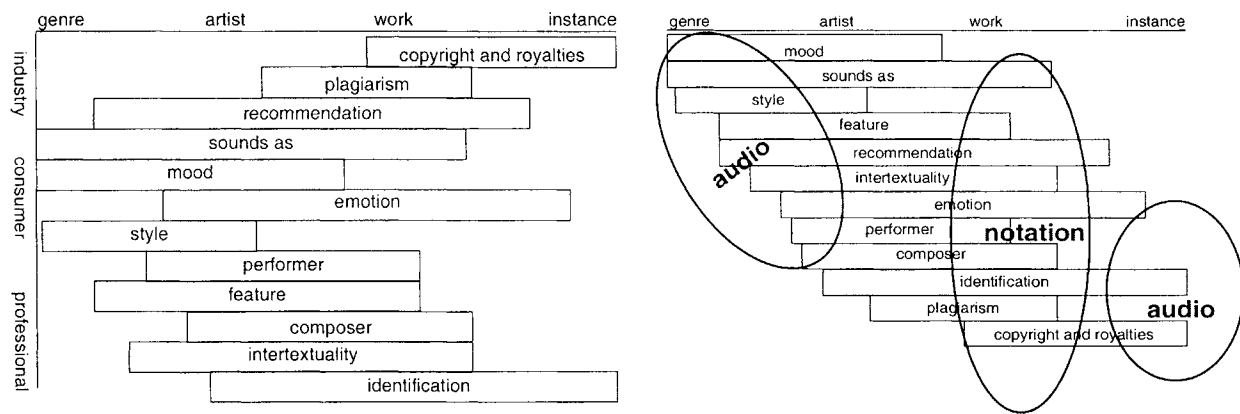 genre artist work instance
industry
consumer
professional
copyright and royalties
plagiarism
recommendation
sounds as
mood
emotion
style
performer
feature
composer
intertextuality
identification
genre artist work instance
mood
sounds as
style
feature
recommendation
intertextuality
emotion
performer
composer
identification
plagiarism
copyright and royalties
audio
notation
audio